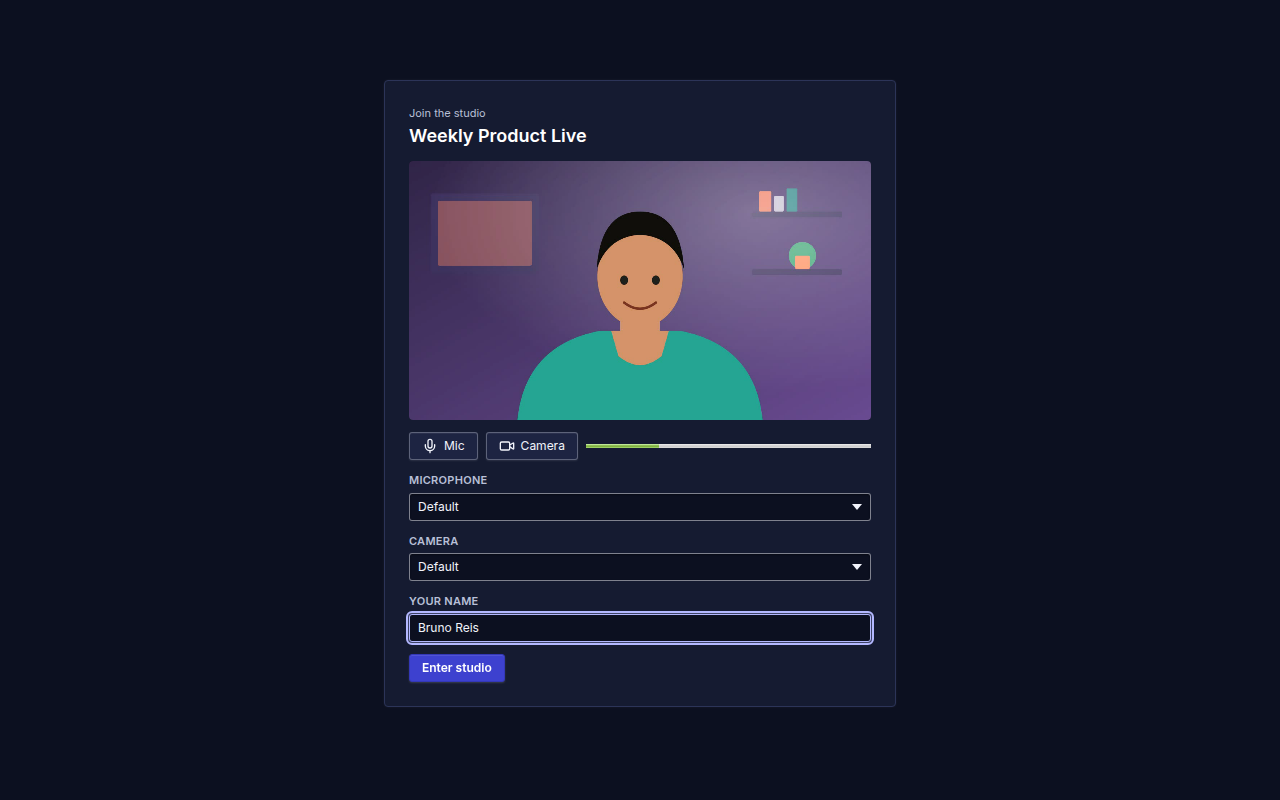 Join the studio
Weekly Product Live
Mic
Camera
MICROPHONE
Default
CAMERA
Default
YOUR NAME
Bruno Reis
Enter studio